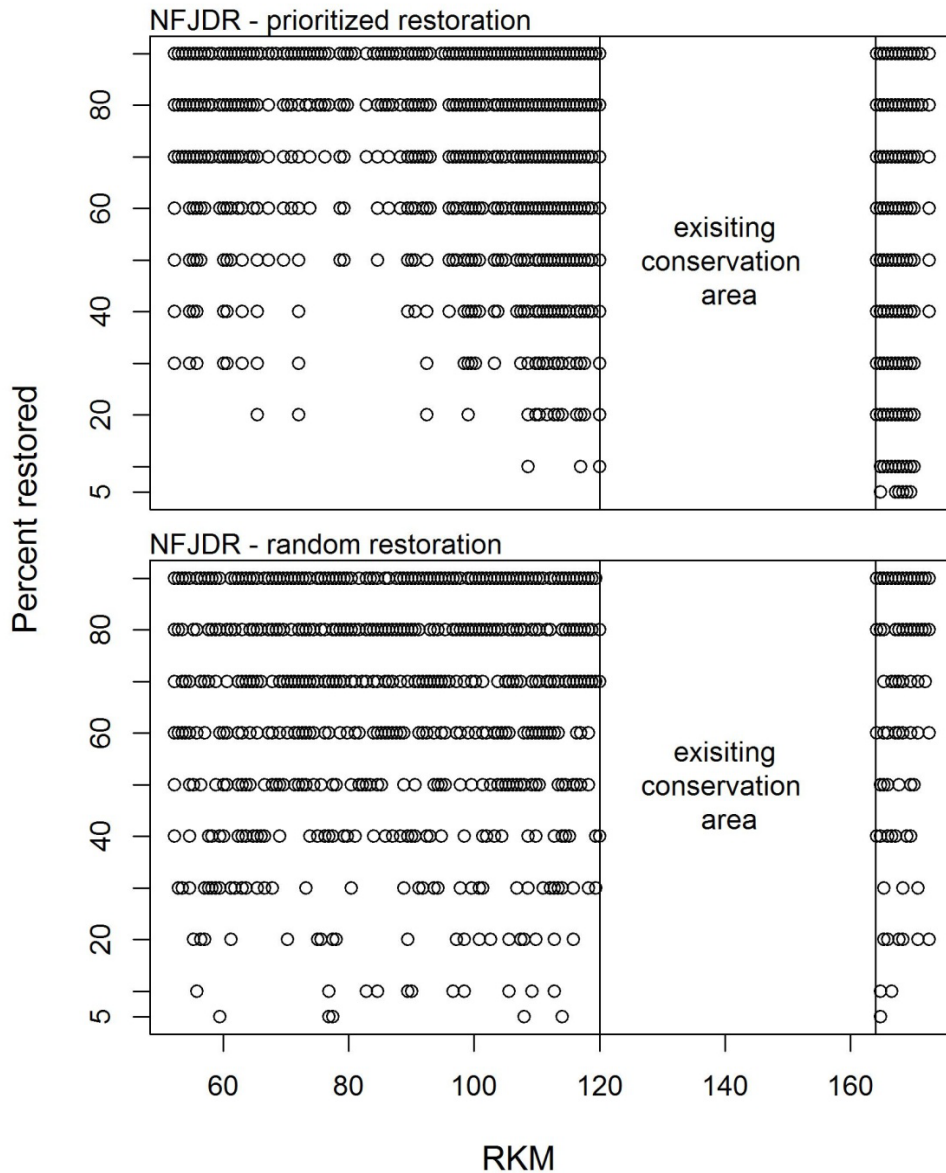 NFJDR - prioritized restoration
80
60
40
20
5
exisiting
conservation
area
Percent restored
NFJDR - random restoration
80
60
40
20
5
exisiting
conservation
area
60 80 100 120 140 160
RKM